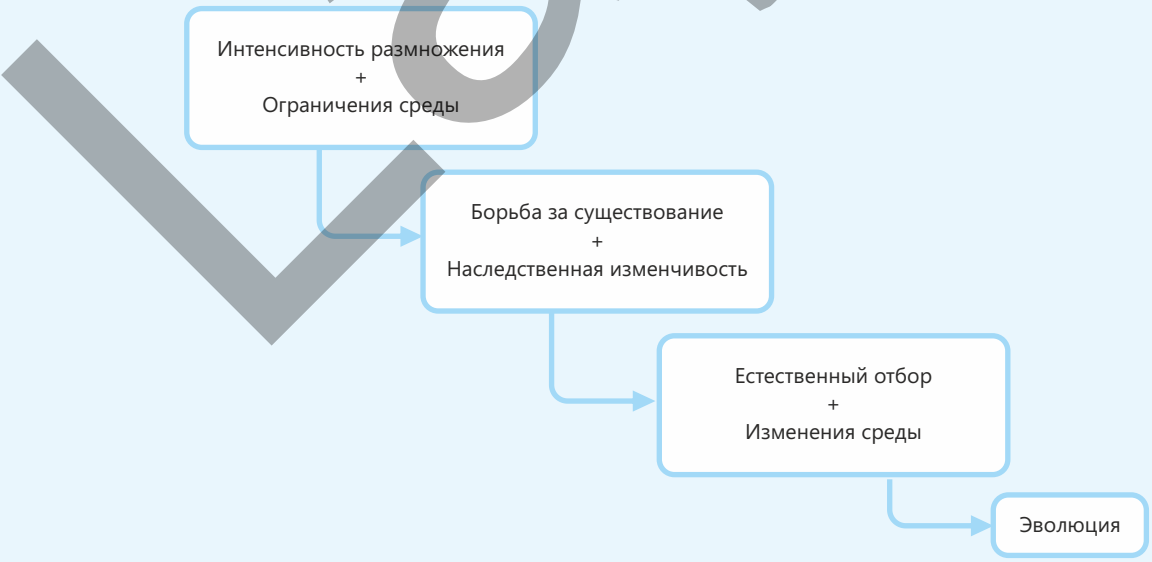 Интенсивность размножения
+
Ограничения среды
Борьба за существование
+
Наследственная изменчивость
Естественный отбор
+
Изменения среды
Эволюция